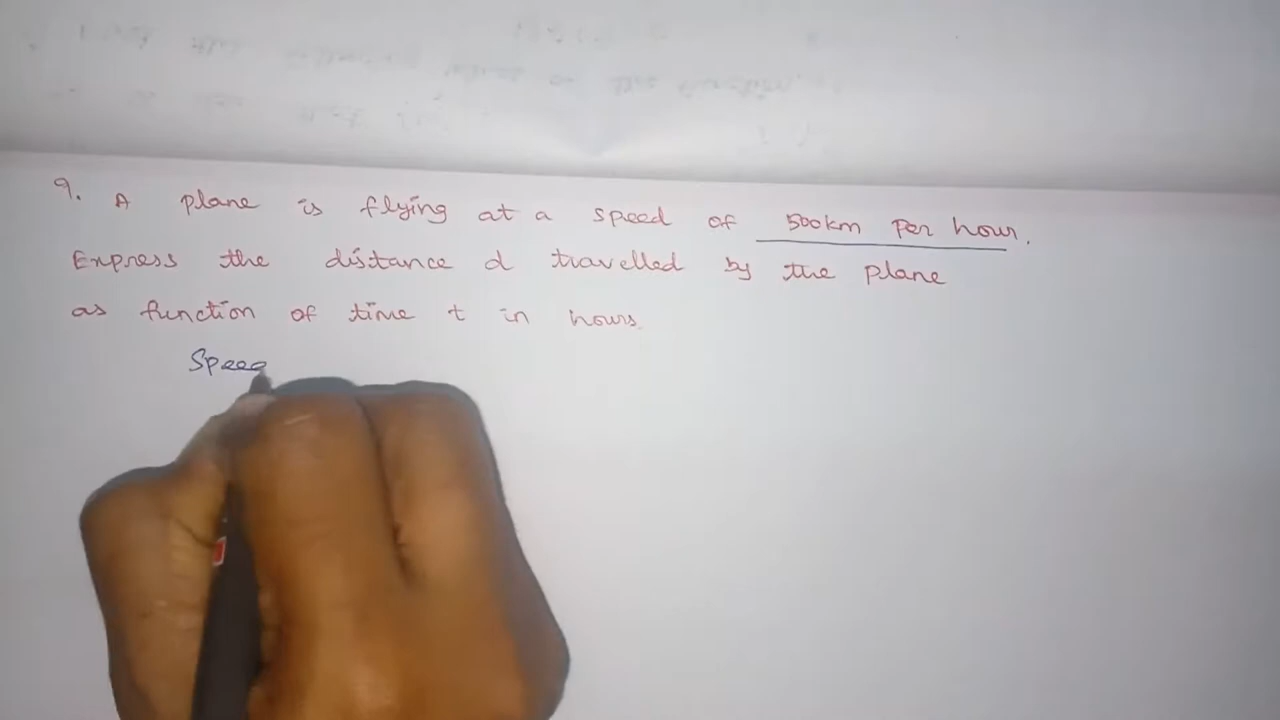 9. A plane is flying at a speed of 500km per hour.
Express the distance d travelled by the plane
as function of time t in hours.
Speed